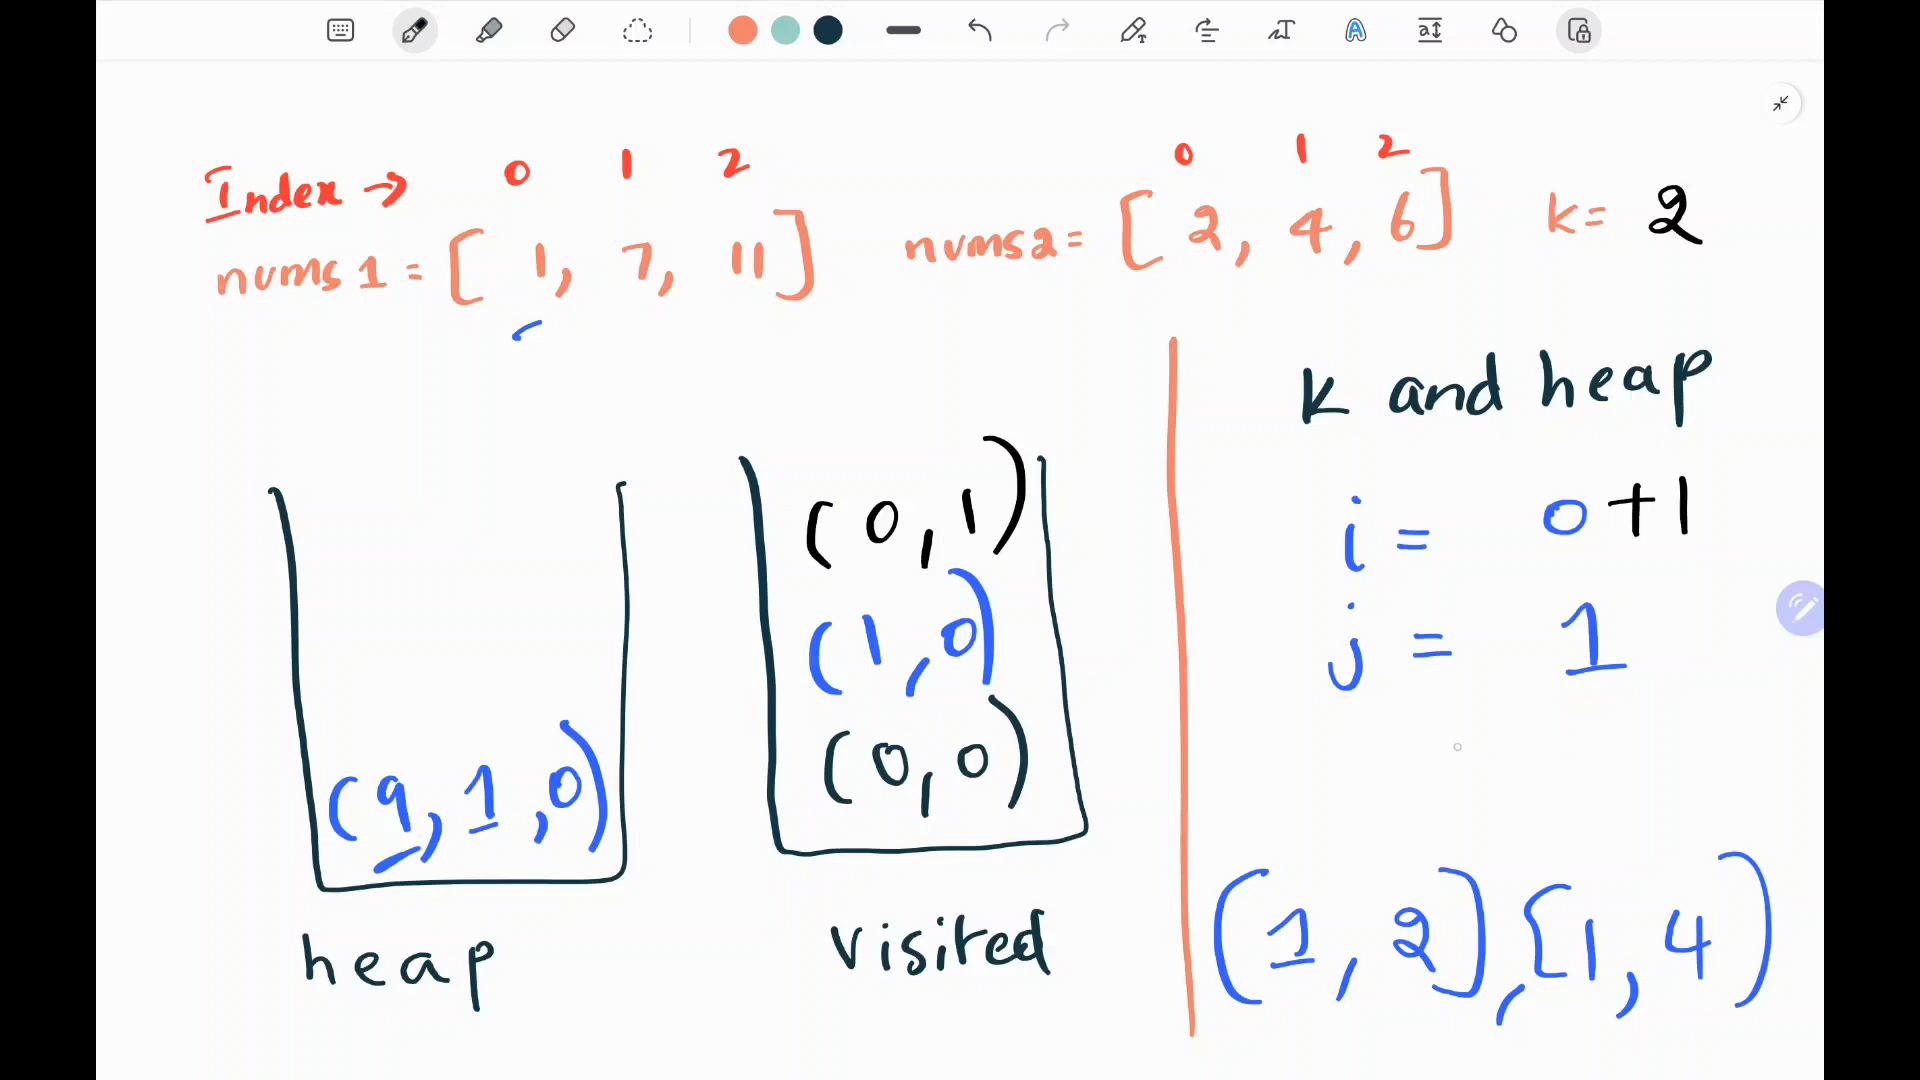 0 1 2
0 1 2
Index →
nums1 = [ 1, 7, 11 ]
nums2 = [ 2, 4, 6 ]
k = 2
k and heap
i = 0+1
j = 1
(0,1)
(1,0)
(0,0)
(9,1,0)
heap
visited
(1,2],[1,4)